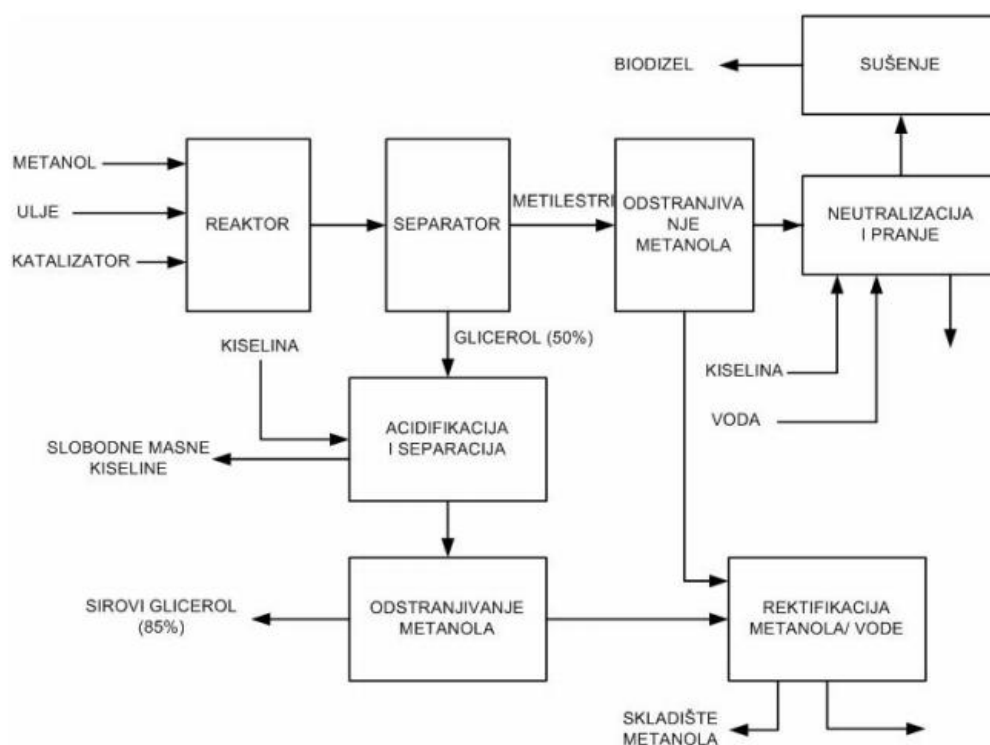 BIODIZEL
SUŠENJE
METANOL
ULJE
KATALIZATOR
REAKTOR
SEPARATOR
METILESTRI
ODSTRANJIVA
NJE
METANOLA
NEUTRALIZACIJA
I PRANJE
GLICEROL (50%)
KISELINA
KISELINA
VODA
ACIDIFIKACIJA
I SEPARACIJA
SLOBODNE MASNE
KISELINE
SIROVI GLICEROL
(85%)
ODSTRANJIVANJE
METANOLA
REKTIFIKACIJA
METANOLA/ VODE
SKLADIŠTE
METANOLA